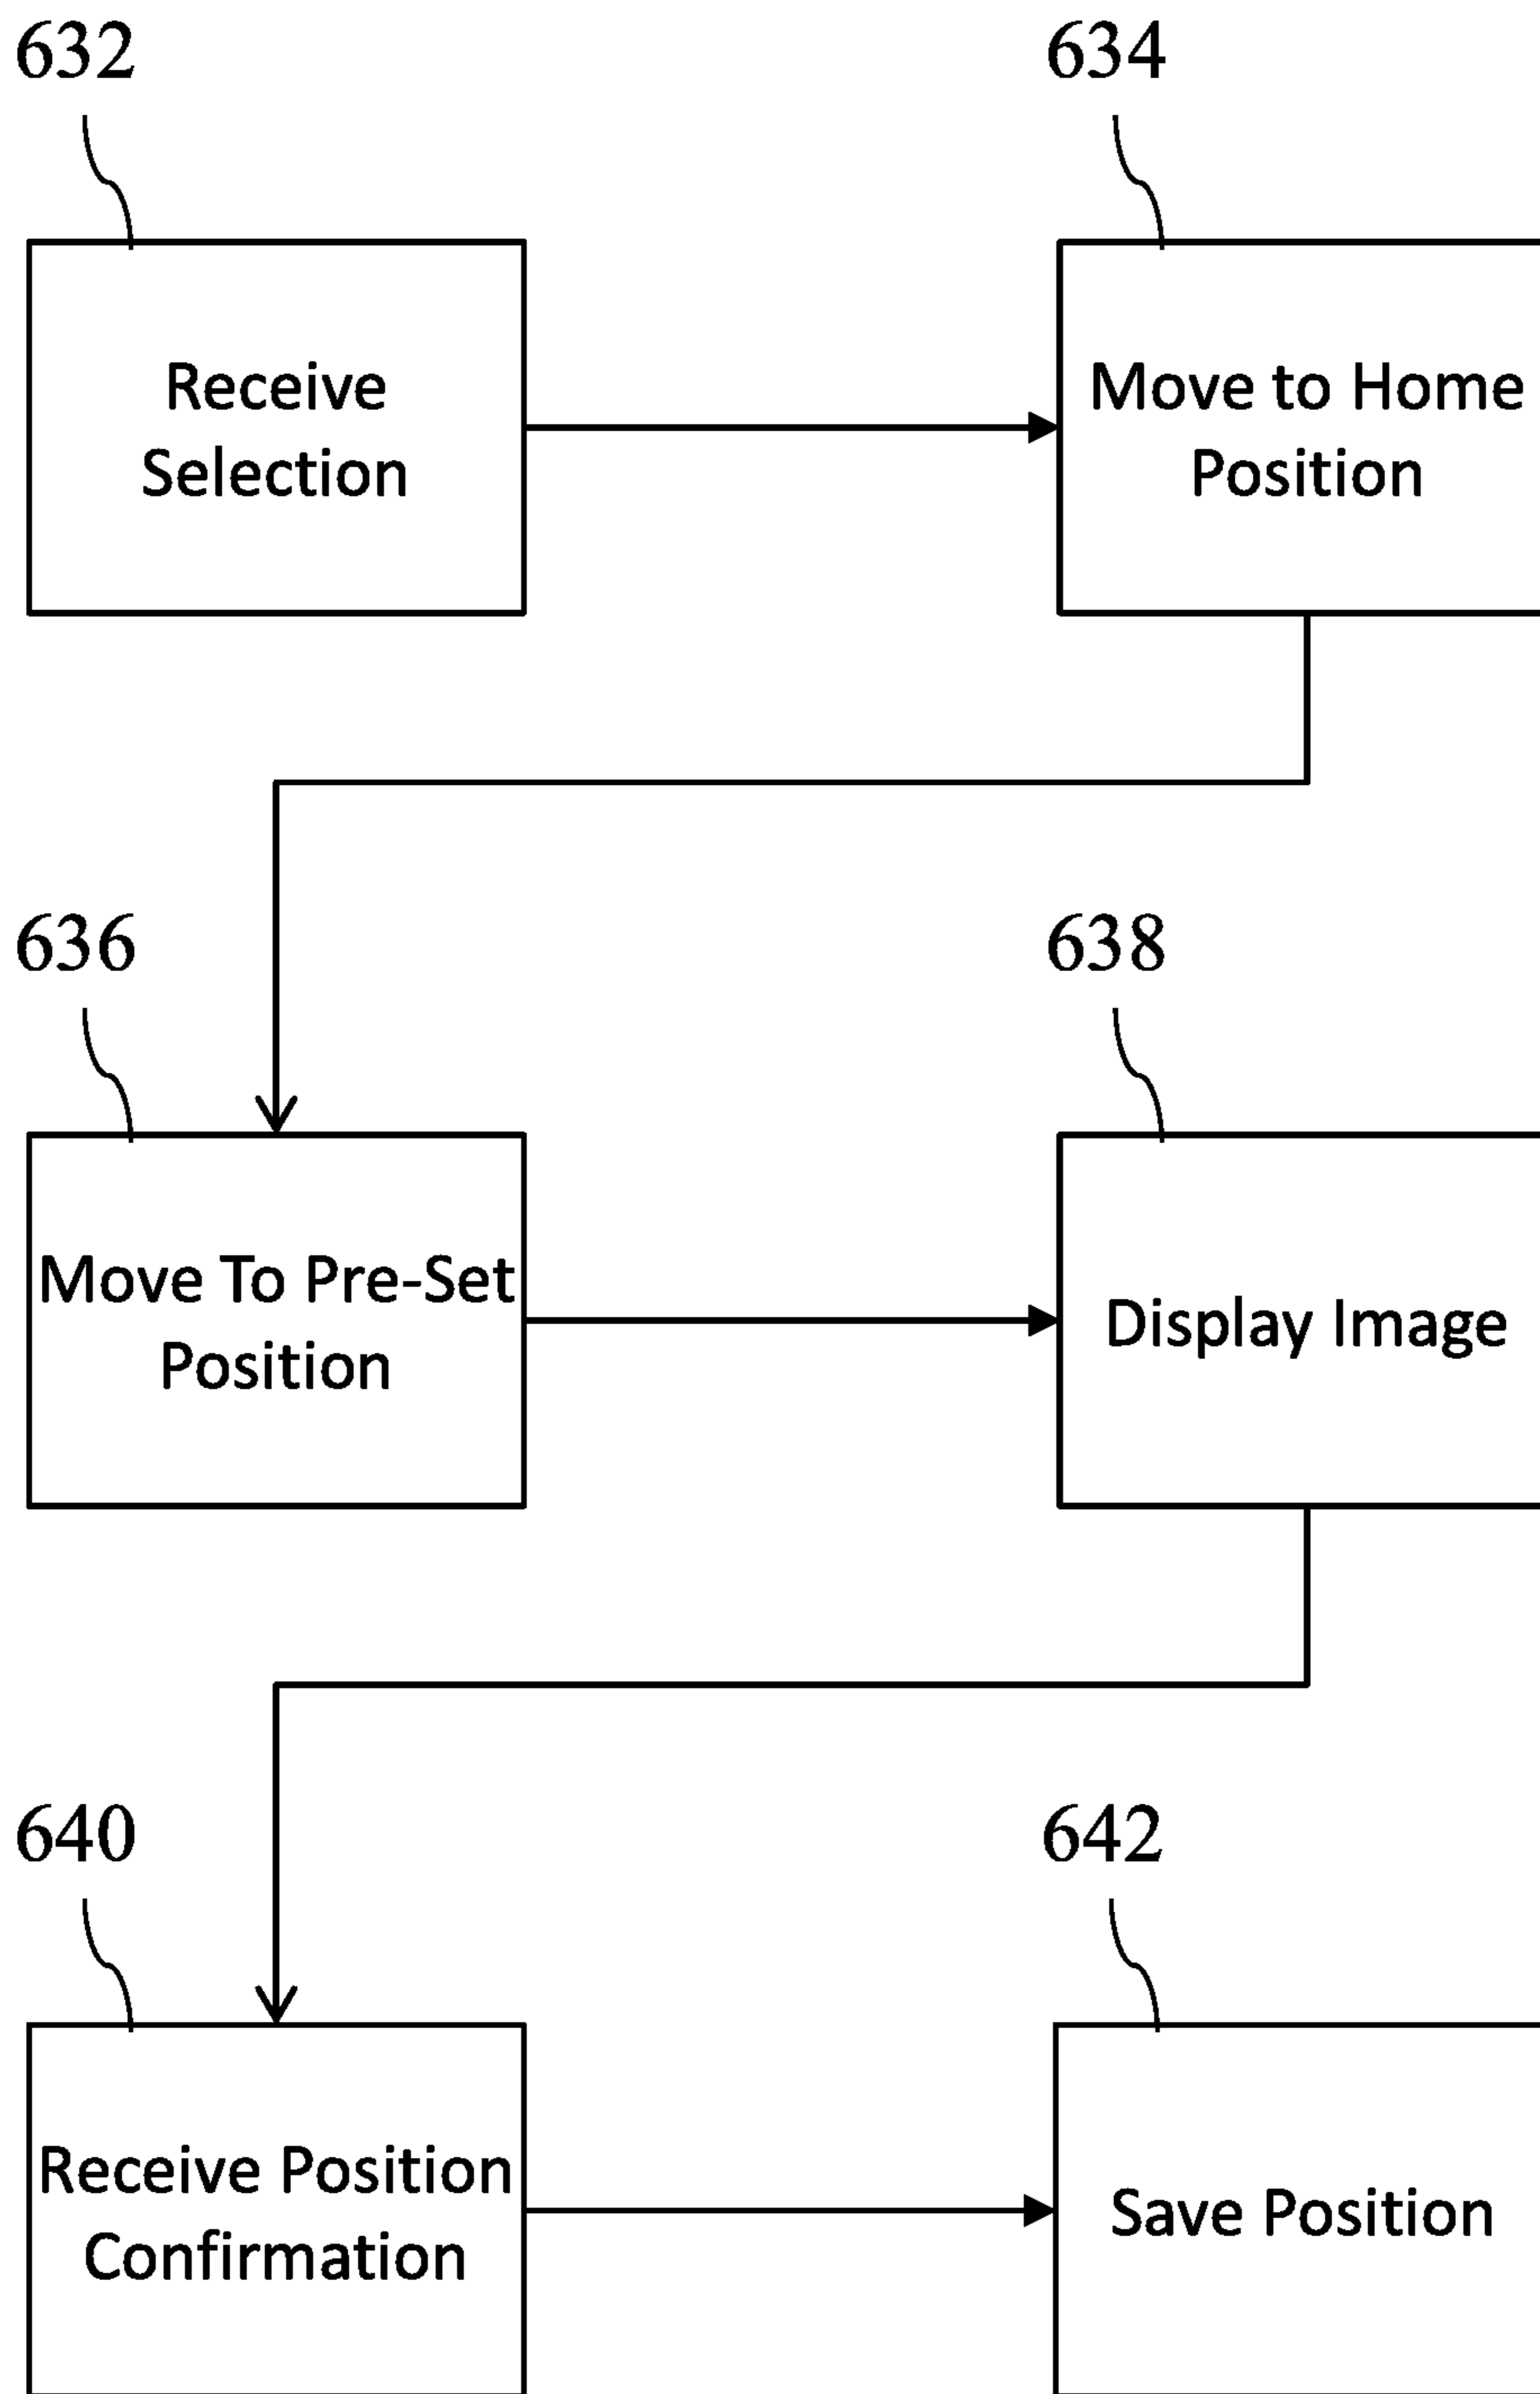 632
634
Receive
Selection
Move to Home
Position
636
638
Move To Pre-Set
Position
Display Image
640
642
Receive Position
Confirmation
Save Position